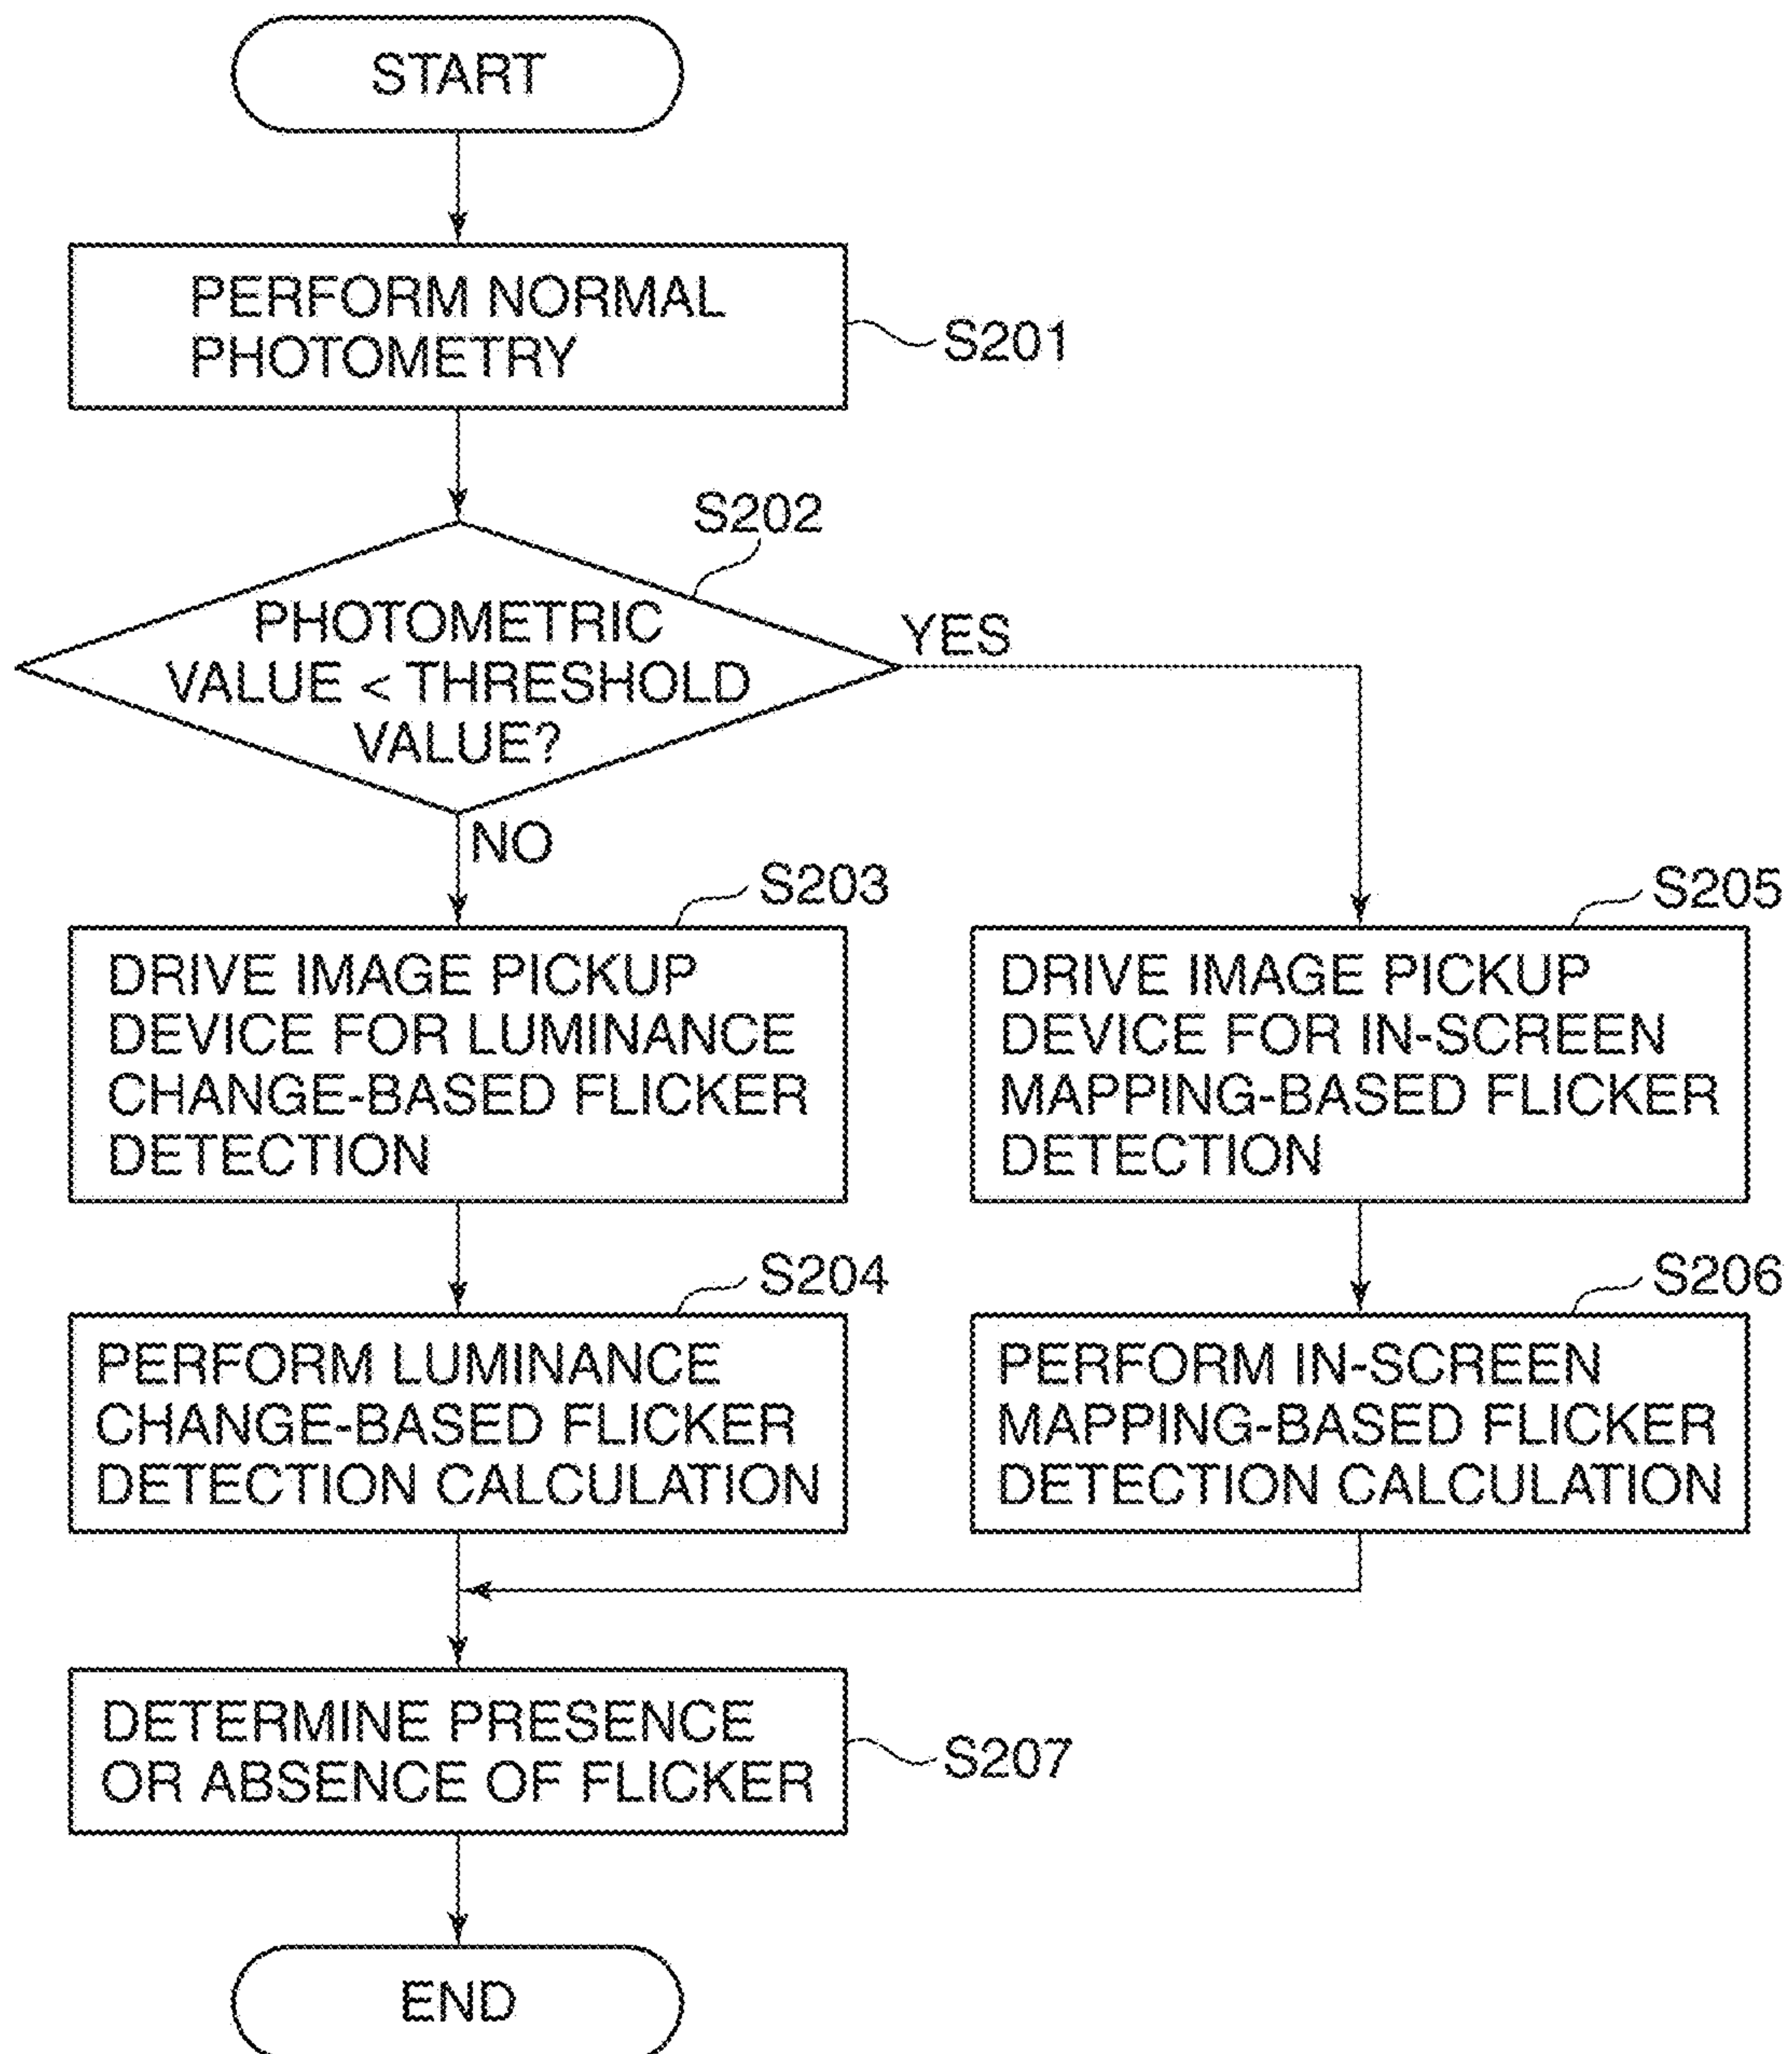 START
PERFORM NORMAL
PHOTOMETRY
S201
S202
PHOTOMETRIC
VALUE < THRESHOLD
VALUE?
YES
NO
S203
DRIVE IMAGE PICKUP
DEVICE FOR LUMINANCE
CHANGE-BASED FLICKER
DETECTION
S205
DRIVE IMAGE PICKUP
DEVICE FOR IN-SCREEN
MAPPING-BASED FLICKER
DETECTION
S204
PERFORM LUMINANCE
CHANGE-BASED FLICKER
DETECTION CALCULATION
S206
PERFORM IN-SCREEN
MAPPING-BASED FLICKER
DETECTION CALCULATION
DETERMINE PRESENCE
OR ABSENCE OF FLICKER
S207
END